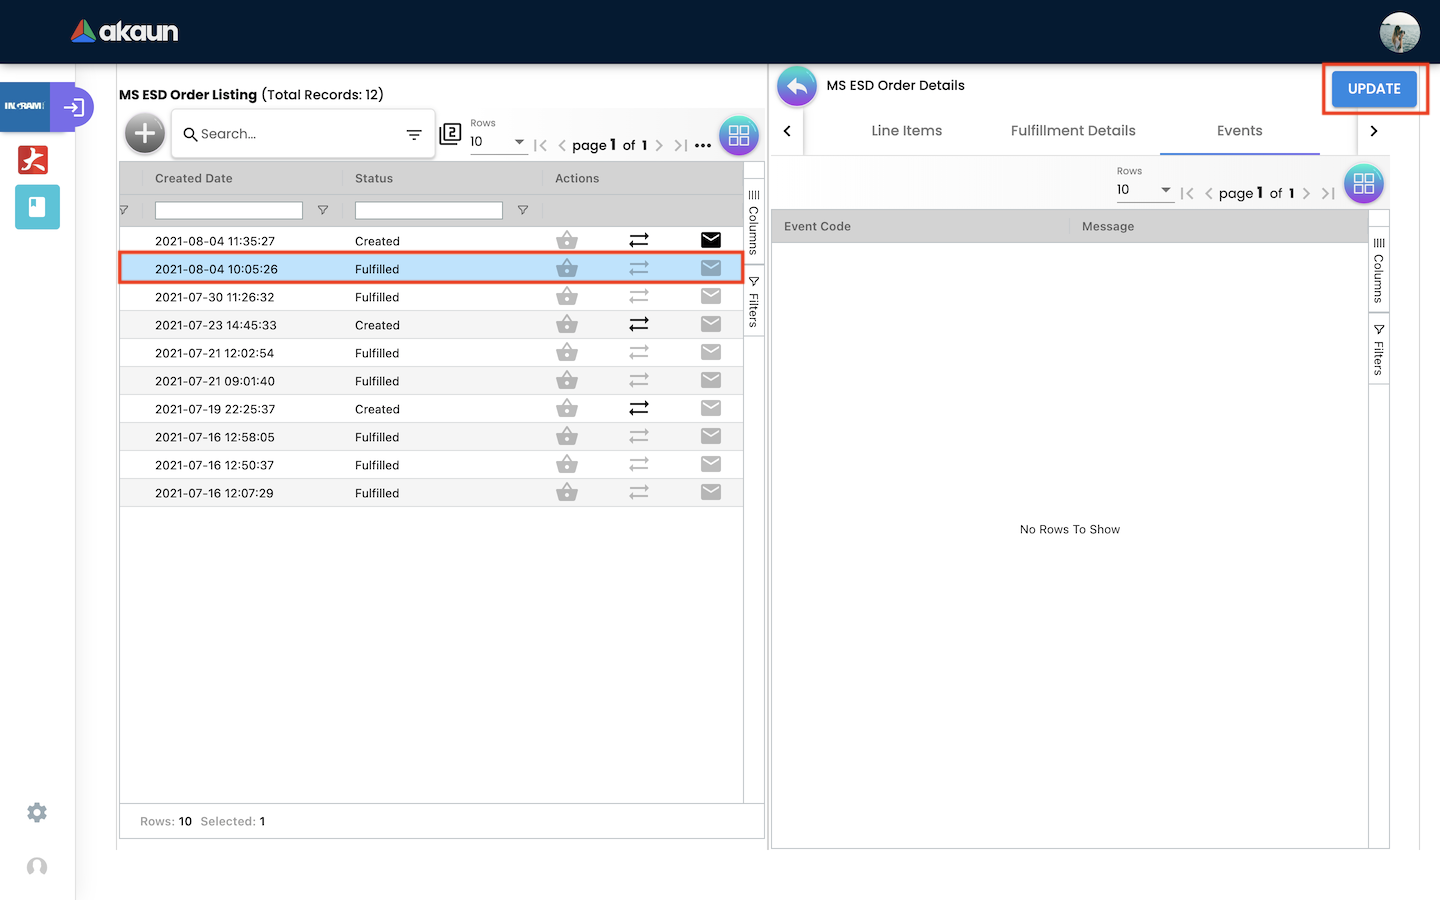 akaun
INGRAM
MS ESD Order Listing (Total Records: 12)
Search...
2
Rows
10
page 1 of 1
Created Date Status Actions
2021-08-04 11:35:27 Created
2021-08-04 10:05:26 Fulfilled
2021-07-30 11:26:32 Fulfilled
2021-07-23 14:45:33 Created
2021-07-21 12:02:54 Fulfilled
2021-07-21 09:01:40 Fulfilled
2021-07-19 22:25:37 Created
2021-07-16 12:58:05 Fulfilled
2021-07-16 12:50:37 Fulfilled
2021-07-16 12:07:29 Fulfilled
Columns
Filters
Rows: 10 Selected: 1
MS ESD Order Details
UPDATE
Line Items Fulfillment Details Events
Rows
10
page 1 of 1
Event Code Message
No Rows To Show
Columns
Filters